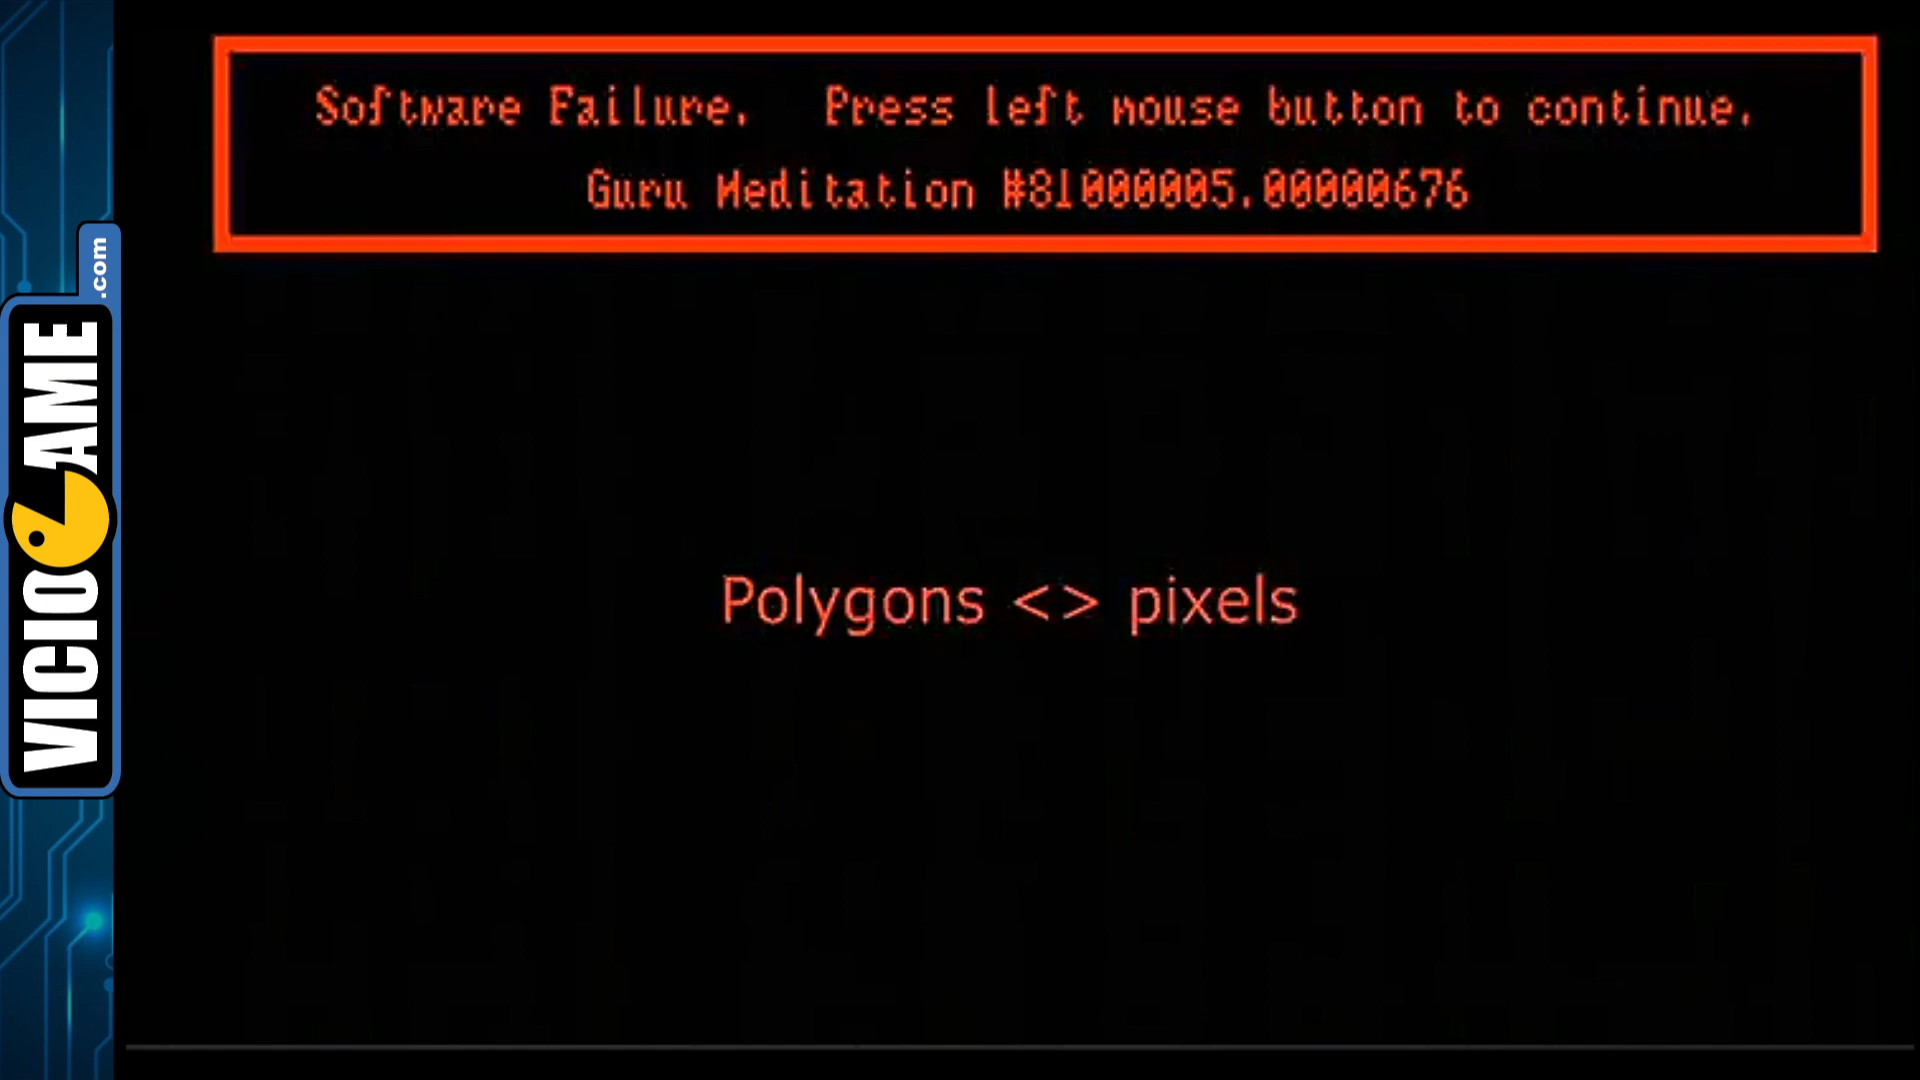 Software Failure.   Press left mouse button to continue.
Guru Meditation #81000005.00000676
Polygons <> pixels
VICIOGAME
.com